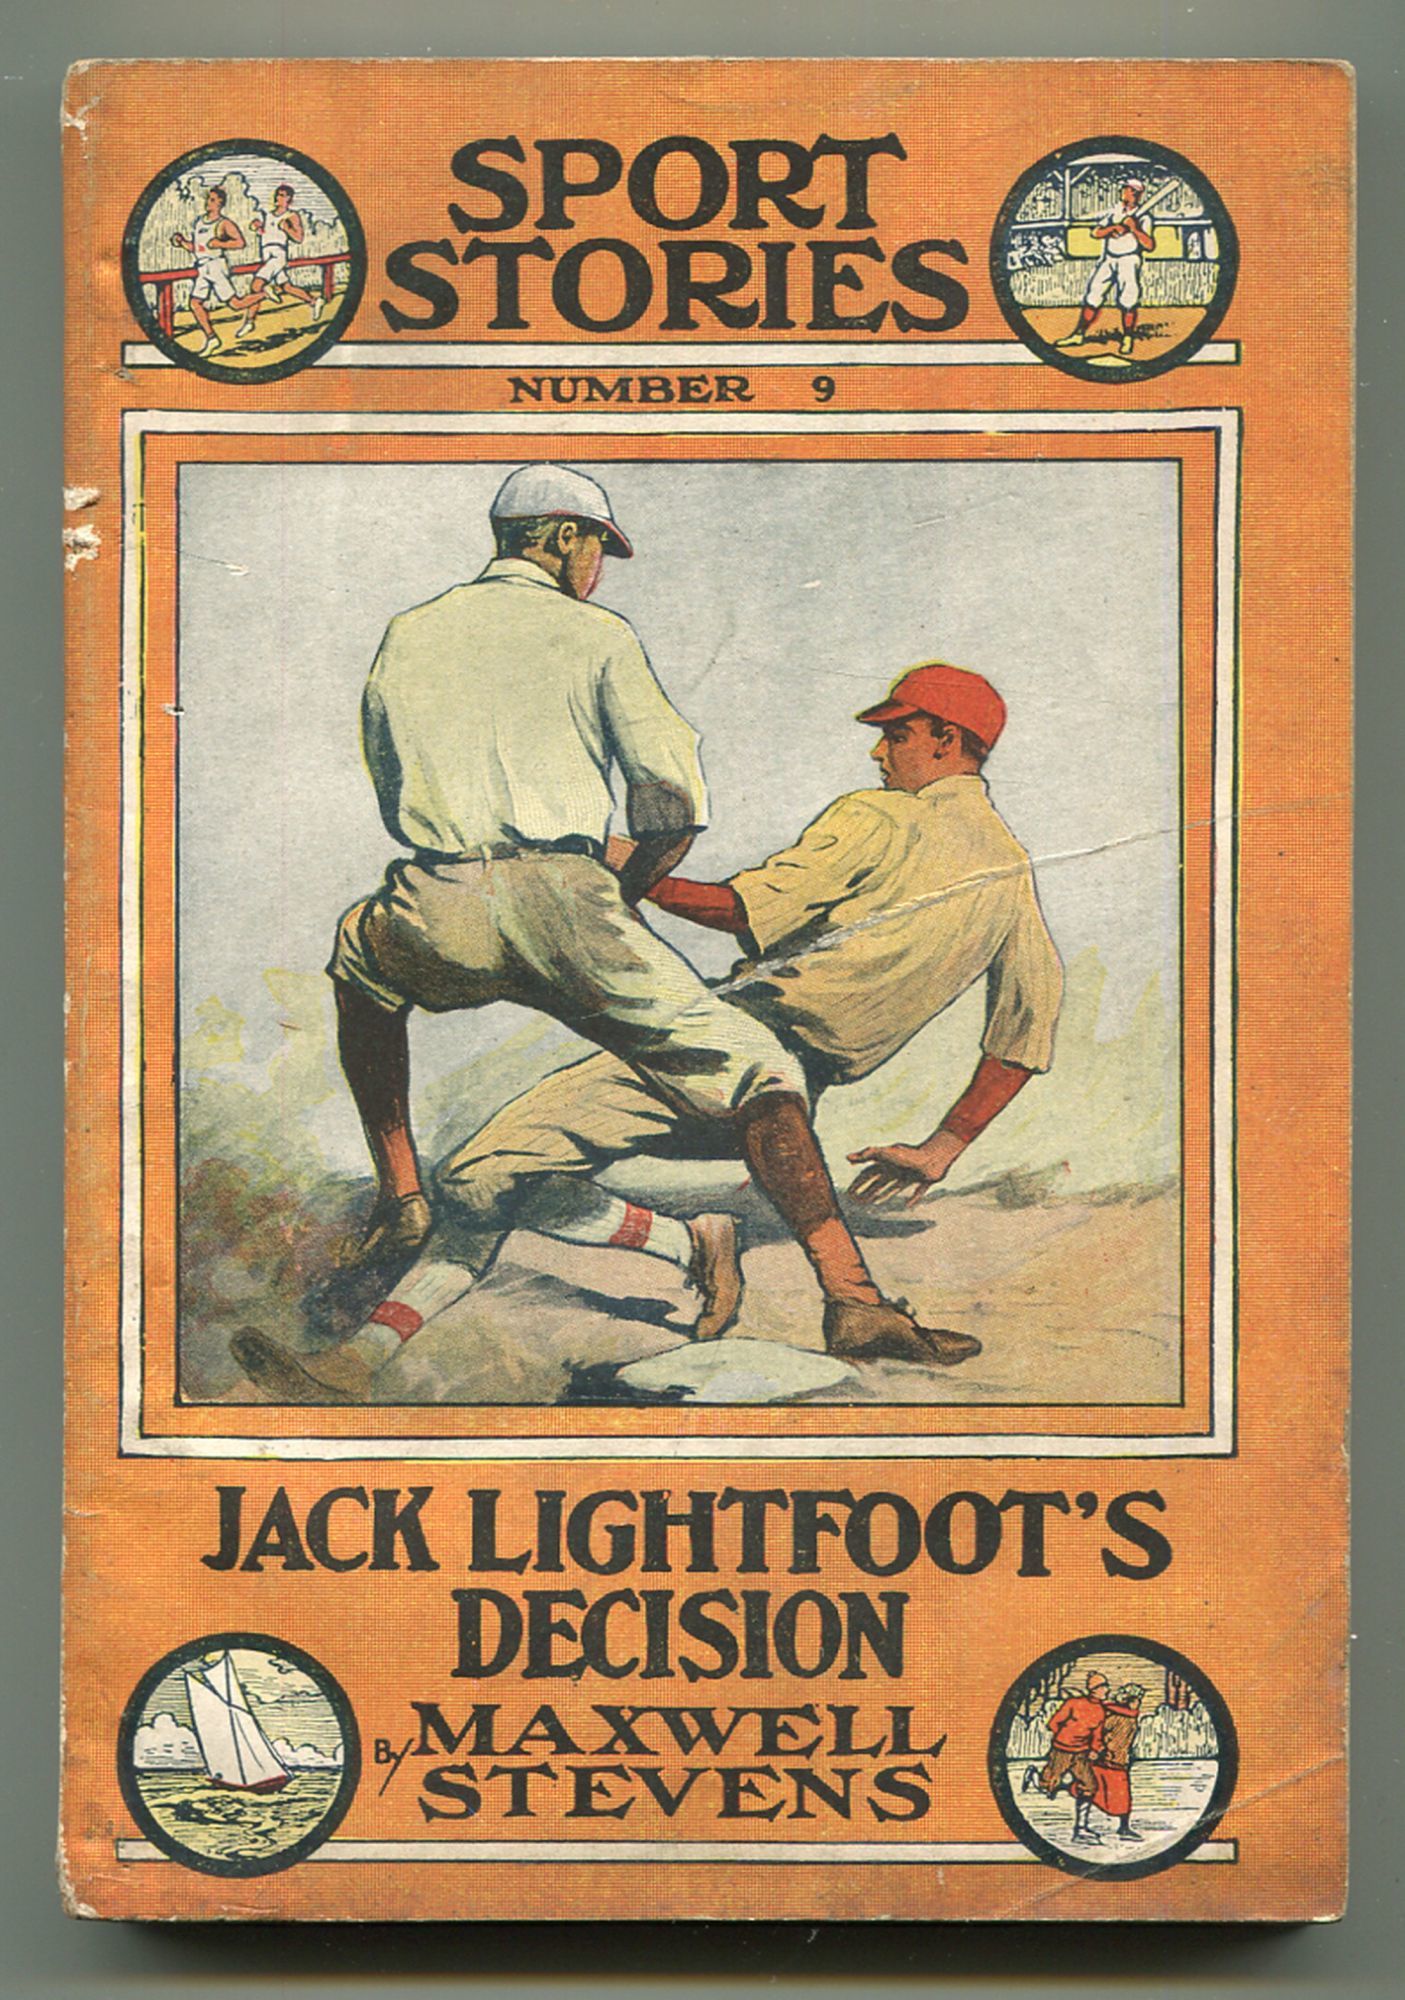 SPORT
STORIES
NUMBER 9
JACK LIGHTFOOT'S
DECISION
By MAXWELL
STEVENS